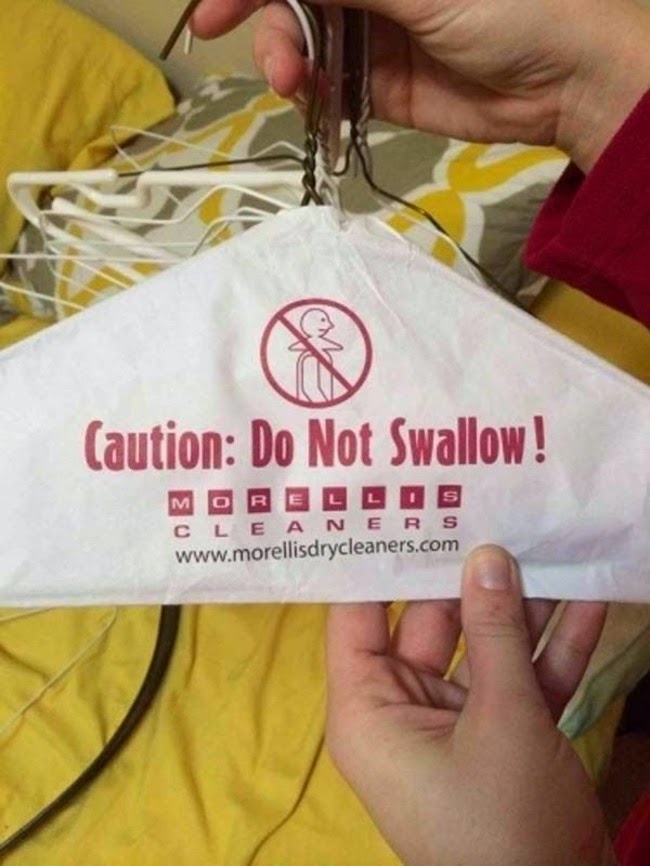 Caution: Do Not Swallow!
MORELLIS
CLEANERS
www.morellisdrycleaners.com